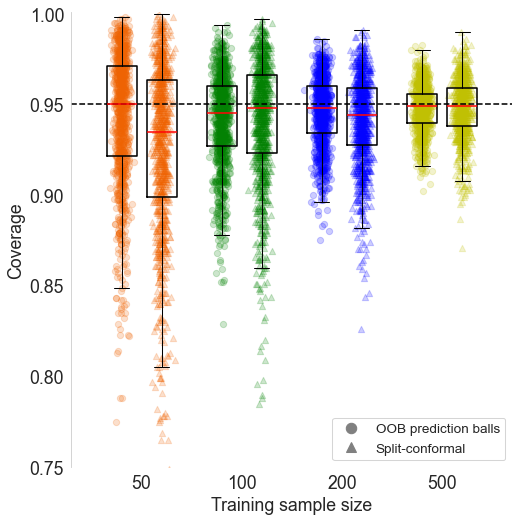 1.00
0.95
0.90
0.85
0.80
0.75
Coverage
OOB prediction balls
Split-conformal
50 100 200 500
Training sample size